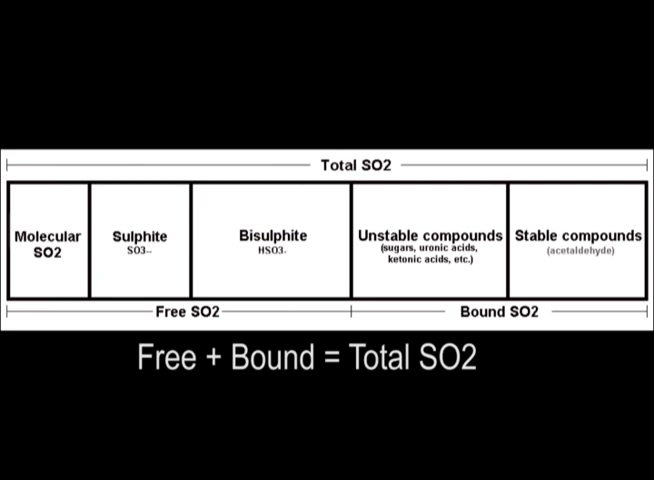 Total SO2
Molecular
SO2
Sulphite
SO3--
Bisulphite
HSO3-
Unstable compounds
(sugars, uronic acids,
ketonic acids, etc.)
Stable compounds
(acetaldehyde)
Free SO2
Bound SO2
Free + Bound = Total SO2